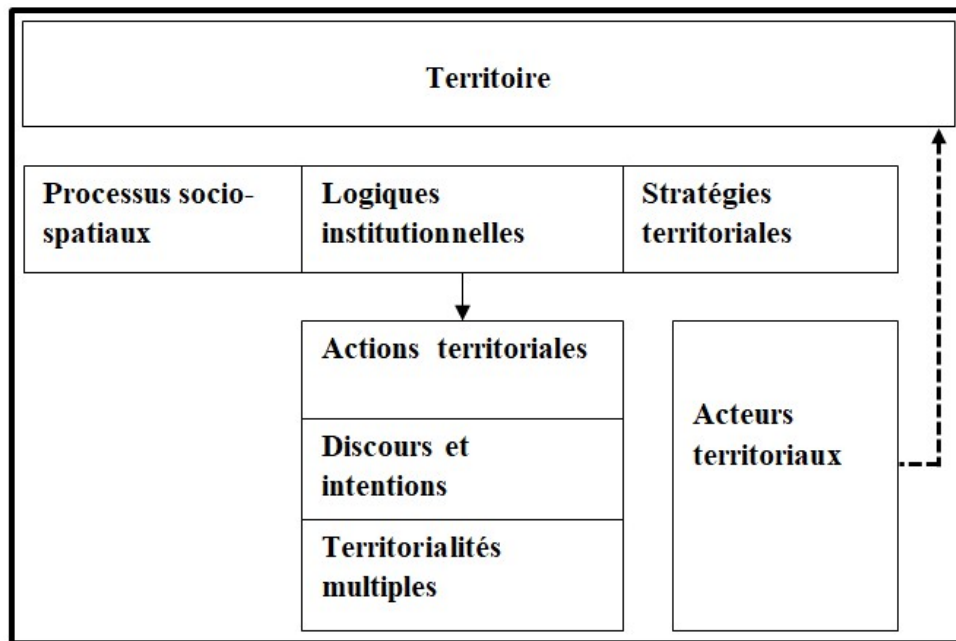 Territoire
Processus socio-
spatiaux
Logiques
institutionnelles
Stratégies
territoriales
Actions territoriales
Discours et
intentions
Territorialités
multiples
Acteurs
territoriaux